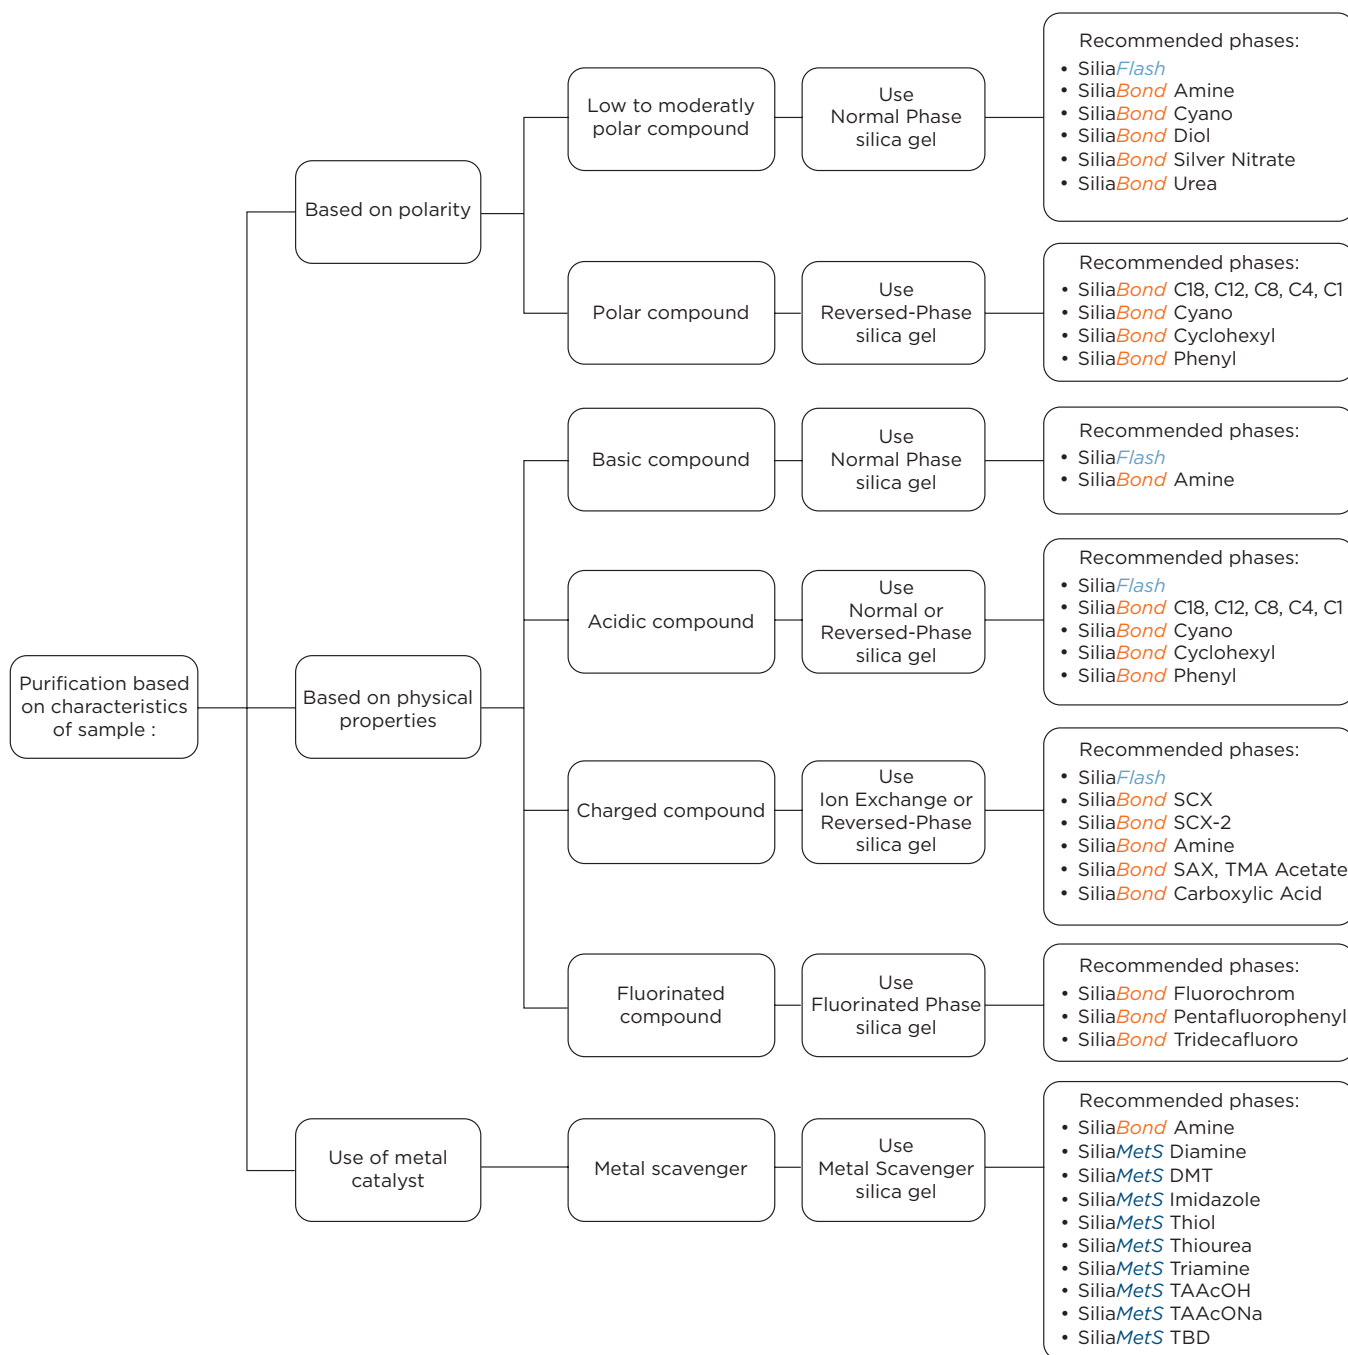 Purification based
on characteristics
of sample :
Based on polarity
Low to moderatly
polar compound
Use
Normal Phase
silica gel
Recommended phases:
• SiliaFlash
• SiliaBond Amine
• SiliaBond Cyano
• SiliaBond Diol
• SiliaBond Silver Nitrate
• SiliaBond Urea
Polar compound
Use
Reversed-Phase
silica gel
Recommended phases:
• SiliaBond C18, C12, C8, C4, C1
• SiliaBond Cyano
• SiliaBond Cyclohexyl
• SiliaBond Phenyl
Based on physical
properties
Basic compound
Use
Normal Phase
silica gel
Recommended phases:
• SiliaFlash
• SiliaBond Amine
Acidic compound
Use
Normal or
Reversed-Phase
silica gel
Recommended phases:
• SiliaFlash
• SiliaBond C18, C12, C8, C4, C1
• SiliaBond Cyano
• SiliaBond Cyclohexyl
• SiliaBond Phenyl
Charged compound
Use
Ion Exchange or
Reversed-Phase
silica gel
Recommended phases:
• SiliaFlash
• SiliaBond SCX
• SiliaBond SCX-2
• SiliaBond Amine
• SiliaBond SAX, TMA Acetate
• SiliaBond Carboxylic Acid
Fluorinated
compound
Use
Fluorinated Phase
silica gel
Recommended phases:
• SiliaBond Fluorochrom
• SiliaBond Pentafluorophenyl
• SiliaBond Tridecafluoro
Use of metal
catalyst
Metal scavenger
Use
Metal Scavenger
silica gel
Recommended phases:
• SiliaBond Amine
• SiliaMetS Diamine
• SiliaMetS DMT
• SiliaMetS Imidazole
• SiliaMetS Thiol
• SiliaMetS Thiourea
• SiliaMetS Triamine
• SiliaMetS TAAcOH
• SiliaMetS TAAcONa
• SiliaMetS TBD